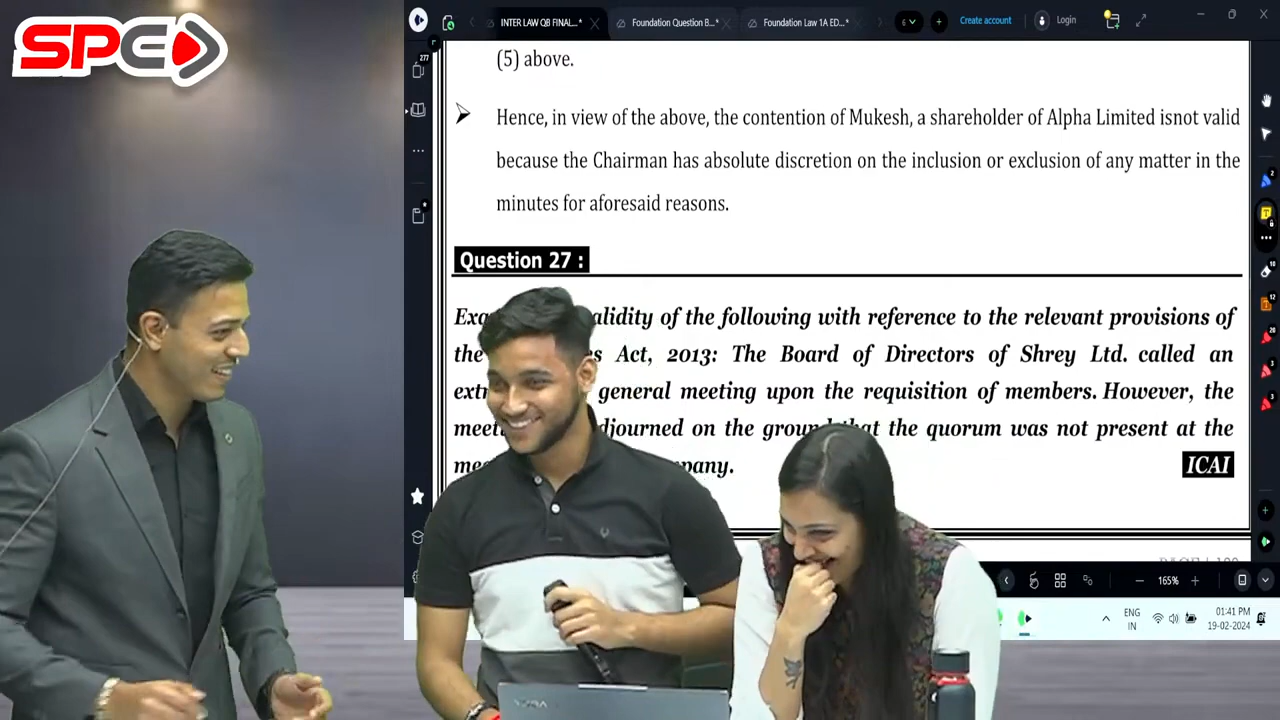 SPC
INTER LAW QB FINAL...*
Foundation Question B...*
Foundation Law 1A ED...*
6
Create account
Login
277
(5) above.
Hence, in view of the above, the contention of Mukesh, a shareholder of Alpha Limited isnot valid
because the Chairman has absolute discretion on the inclusion or exclusion of any matter in the
minutes for aforesaid reasons.
Question 27 :
alidity of the following with reference to the relevant provisions of
the Act, 2013: The Board of Directors of Shrey Ltd. called an
general meeting upon the requisition of members. However, the
djourned on the ground that the quorum was not present at the
pany.
ICAI
165%
ENG
IN
01:41 PM
19-02-2024